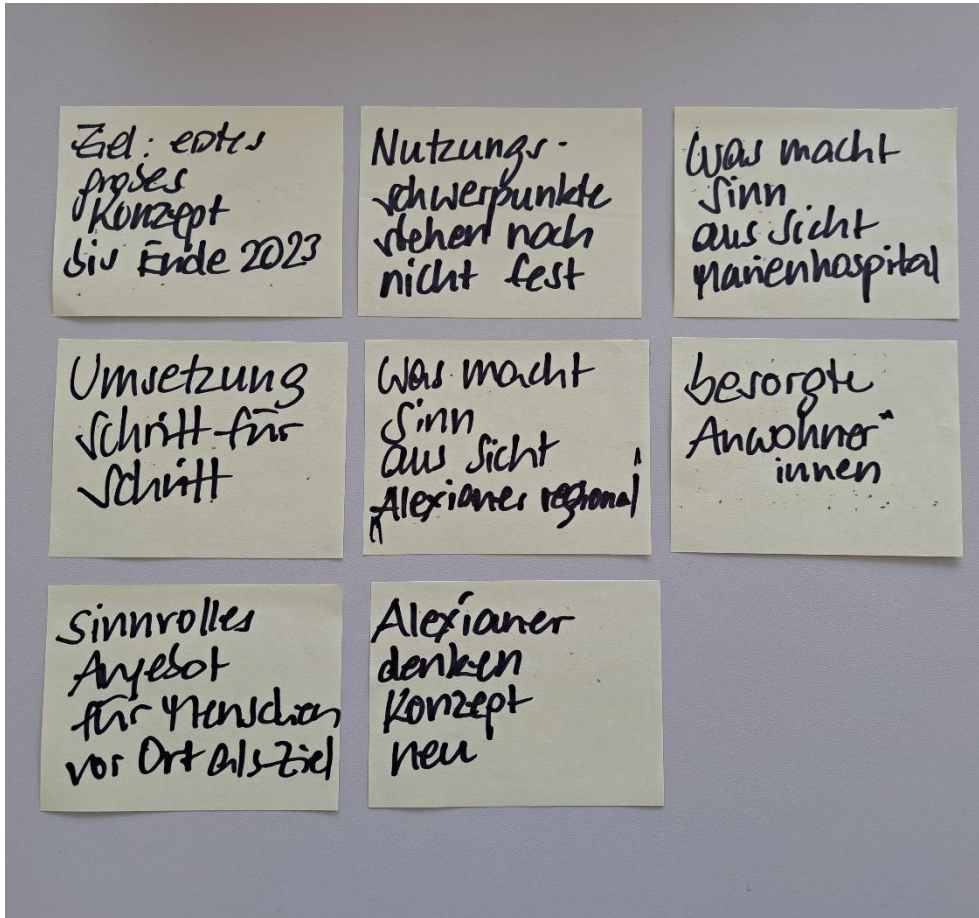 Ziel: erstes
großes
Konzept
bis Ende 2023
Nutzungs-
schwerpunkte
stehen noch
nicht fest
Was macht
Sinn
aus Sicht
Marienhospital
Umsetzung
Schritt für
Schritt
Was macht
Sinn
aus Sicht
Alexianer regional
besorgte
Anwohner*
innen
Sinnvolles
Angebot
für Menschen
vor Ort als Ziel
Alexianer
denken
Konzept
neu